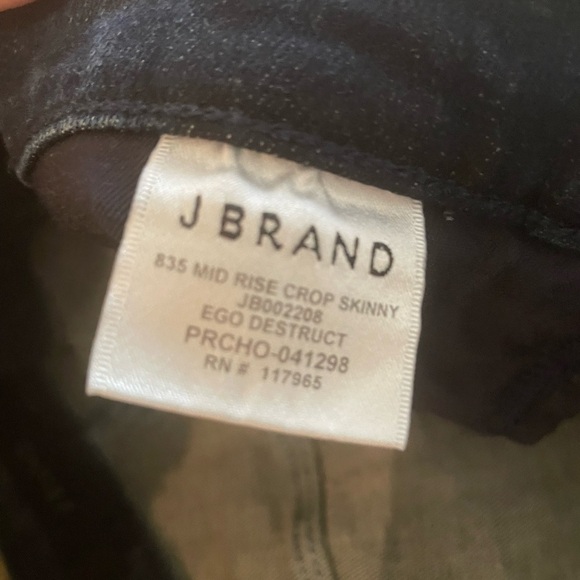 J BRAND
835 MID RISE CROP SKINNY
JB002208
EGO DESTRUCT
PRCHO-041298
RN # 117965